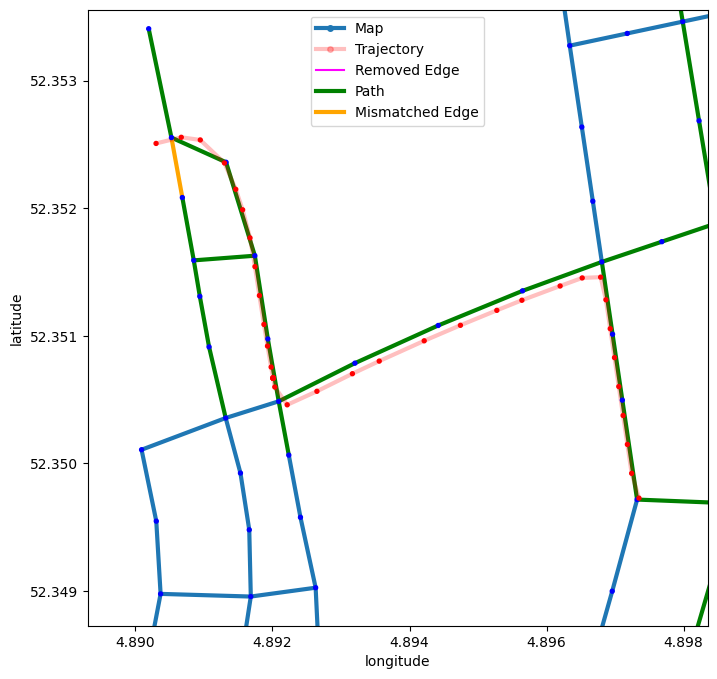 Map
Trajectory
Removed Edge
Path
Mismatched Edge
52.353
52.352
52.351
52.350
52.349
latitude
4.890 4.892 4.894 4.896 4.898
longitude